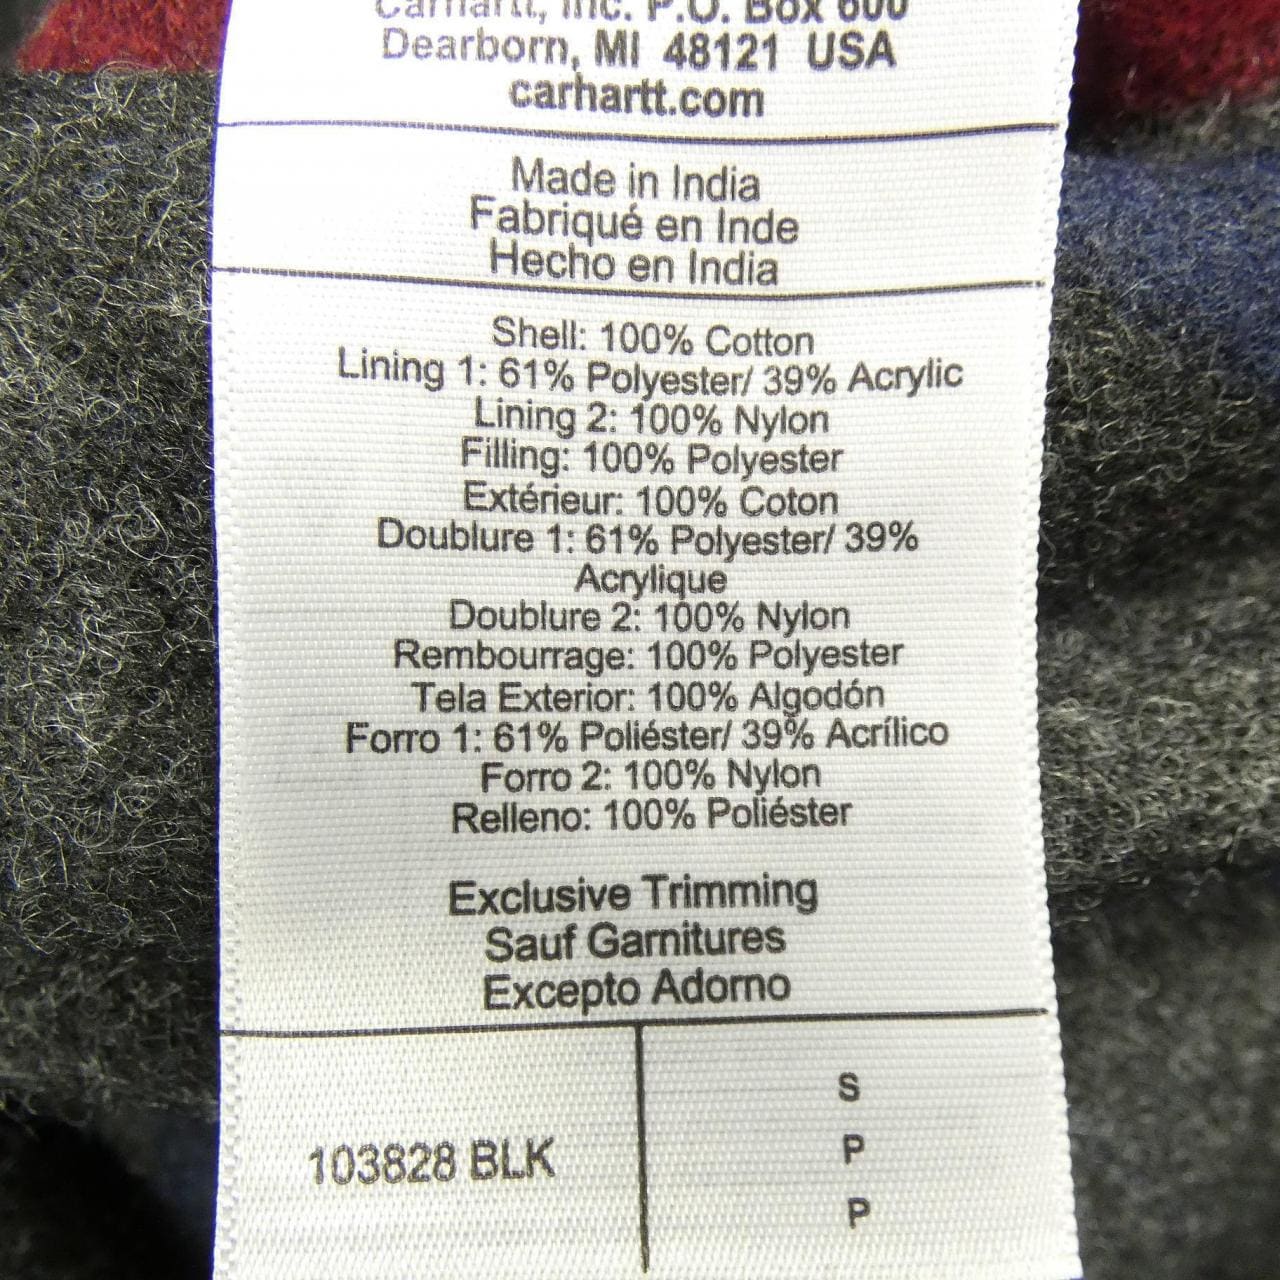 Carhartt, Inc. P.O. Box 600
Dearborn, MI 48121 USA
carhartt.com
Made in India
Fabriqué en Inde
Hecho en India
Shell: 100% Cotton
Lining 1: 61% Polyester/ 39% Acrylic
Lining 2: 100% Nylon
Filling: 100% Polyester
Extérieur: 100% Coton
Doublure 1: 61% Polyester/ 39%
Acrylique
Doublure 2: 100% Nylon
Rembourrage: 100% Polyester
Tela Exterior: 100% Algodón
Forro 1: 61% Poliéster/ 39% Acrílico
Forro 2: 100% Nylon
Relleno: 100% Poliéster
Exclusive Trimming
Sauf Garnitures
Excepto Adorno
103828 BLK
S
P
P